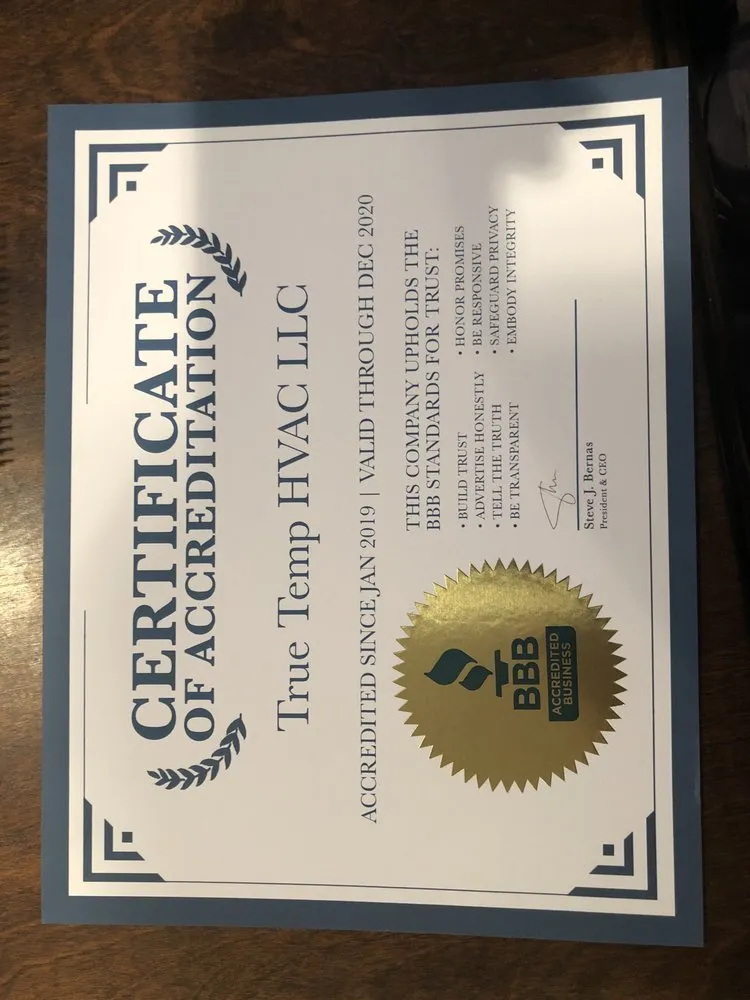 CERTIFICATE
OF ACCREDITATION
True Temp HVAC LLC
ACCREDITED SINCE JAN 2019 | VALID THROUGH DEC 2020
THIS COMPANY UPHOLDS THE
BBB STANDARDS FOR TRUST:
• BUILD TRUST
• ADVERTISE HONESTLY
• TELL THE TRUTH
• BE TRANSPARENT
• HONOR PROMISES
• BE RESPONSIVE
• SAFEGUARD PRIVACY
• EMBODY INTEGRITY
Steve J. Bernas
President & CEO
BBB
ACCREDITED
BUSINESS